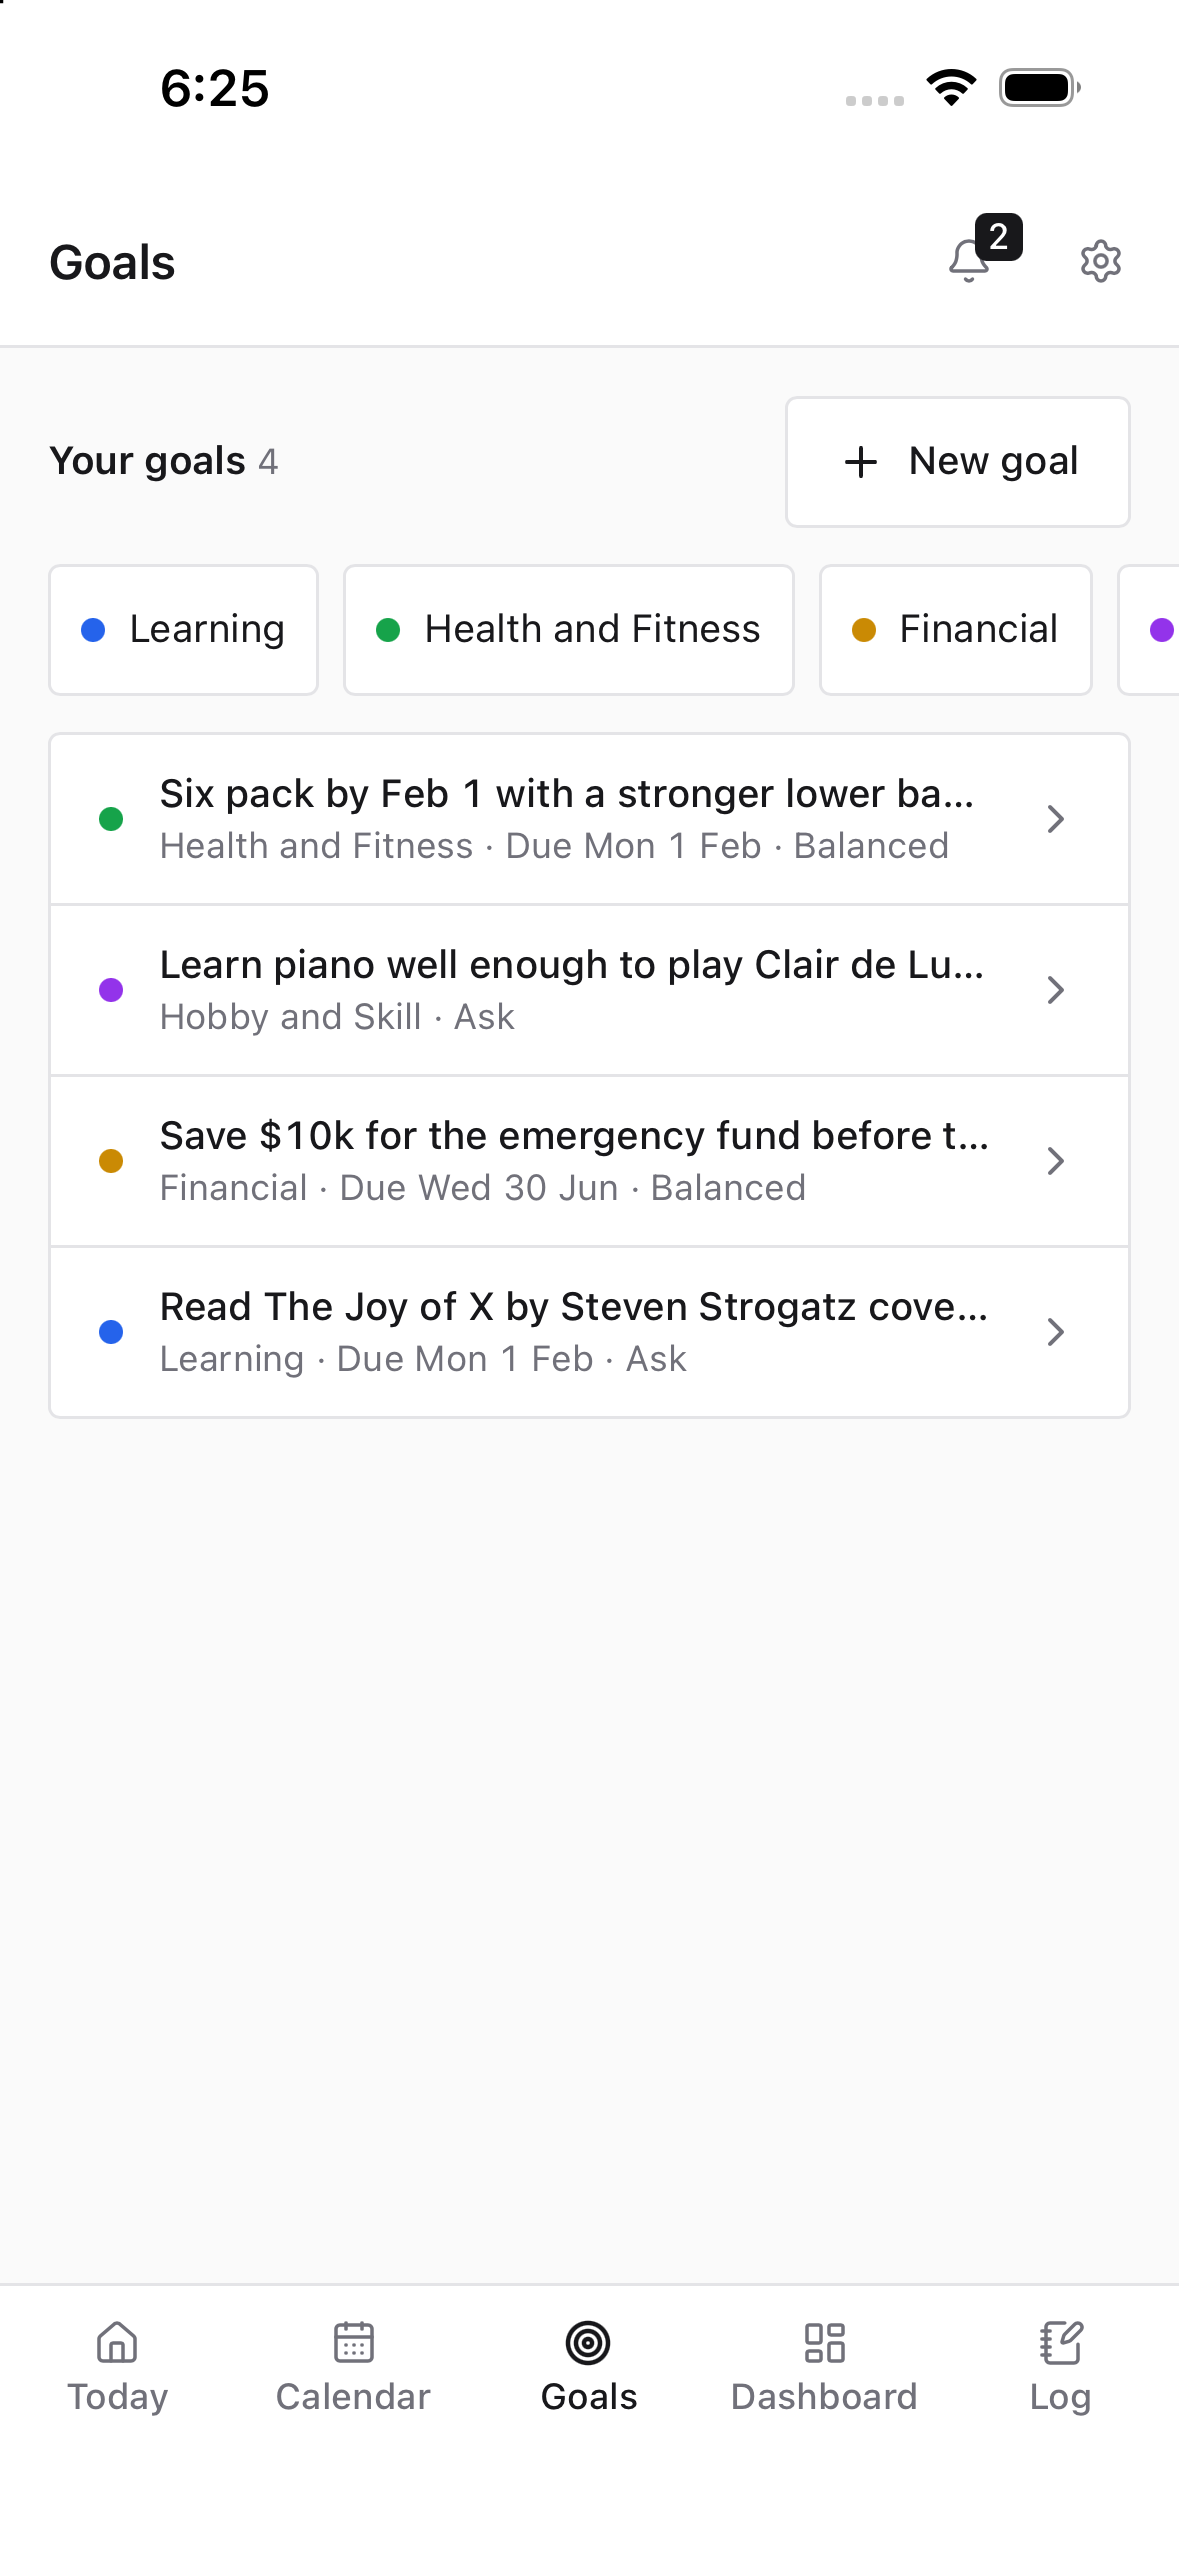 6:25
Goals
2
Your goals 4
New goal
Learning
Health and Fitness
Financial
Six pack by Feb 1 with a stronger lower ba...
Health and Fitness · Due Mon 1 Feb · Balanced
Learn piano well enough to play Clair de Lu...
Hobby and Skill · Ask
Save $10k for the emergency fund before t...
Financial · Due Wed 30 Jun · Balanced
Read The Joy of X by Steven Strogatz cove...
Learning · Due Mon 1 Feb · Ask
Today
Calendar
Goals
Dashboard
Log